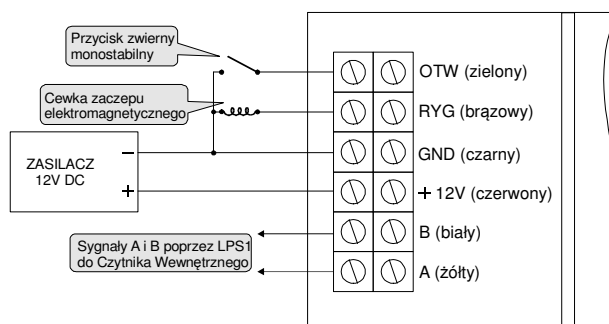 Przycisk zwierny
monostabilny
Cewka zaczepu
elektromagnetycznego
ZASILACZ
12V DC
−
+
Sygnały A i B poprzez LPS1
do Czytnika Wewnętrznego
OTW (zielony)
RYG (brązowy)
GND (czarny)
+ 12V (czerwony)
B (biały)
A (żółty)